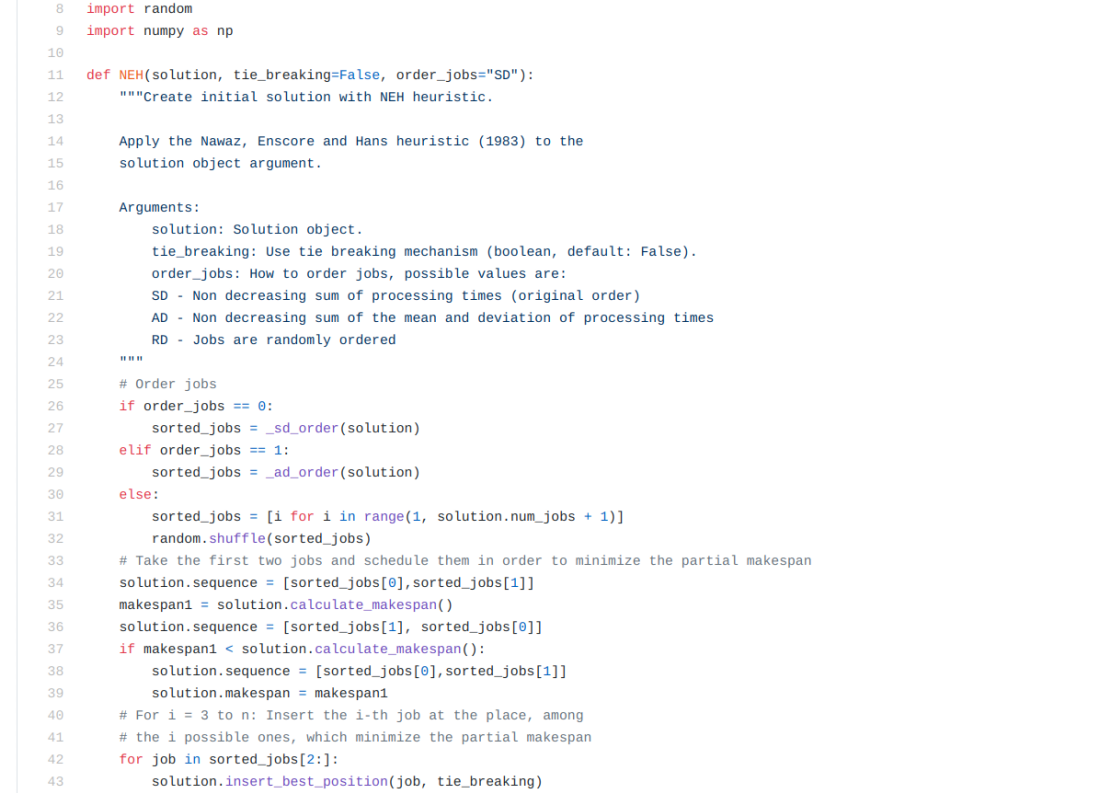 8 import random
9 import numpy as np
10
11 def NEH(solution, tie_breaking=False, order_jobs="SD"):
12     """Create initial solution with NEH heuristic.
13
14     Apply the Nawaz, Enscore and Hans heuristic (1983) to the
15     solution object argument.
16
17     Arguments:
18         solution: Solution object.
19         tie_breaking: Use tie breaking mechanism (boolean, default: False).
20         order_jobs: How to order jobs, possible values are:
21         SD - Non decreasing sum of processing times (original order)
22         AD - Non decreasing sum of the mean and deviation of processing times
23         RD - Jobs are randomly ordered
24     """
25     # Order jobs
26     if order_jobs == 0:
27         sorted_jobs = _sd_order(solution)
28     elif order_jobs == 1:
29         sorted_jobs = _ad_order(solution)
30     else:
31         sorted_jobs = [i for i in range(1, solution.num_jobs + 1)]
32         random.shuffle(sorted_jobs)
33     # Take the first two jobs and schedule them in order to minimize the partial makespan
34     solution.sequence = [sorted_jobs[0],sorted_jobs[1]]
35     makespan1 = solution.calculate_makespan()
36     solution.sequence = [sorted_jobs[1], sorted_jobs[0]]
37     if makespan1 < solution.calculate_makespan():
38         solution.sequence = [sorted_jobs[0],sorted_jobs[1]]
39         solution.makespan = makespan1
40     # For i = 3 to n: Insert the i-th job at the place, among
41     # the i possible ones, which minimize the partial makespan
42     for job in sorted_jobs[2:]:
43         solution.insert_best_position(job, tie_breaking)